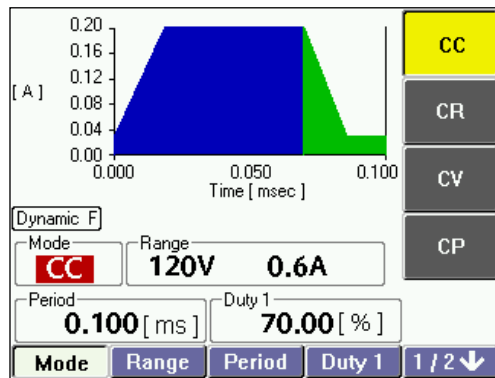 0.20
0.16
0.12
[ A ]
0.08
0.04
0.00
0.000 0.050 0.100
Time [ msec ]
CC
CR
CV
CP
Dynamic F
Mode
CC
Range
120V 0.6A
Period
0.100 [ ms ]
Duty 1
70.00 [ % ]
Mode Range Period Duty 1 1 / 2